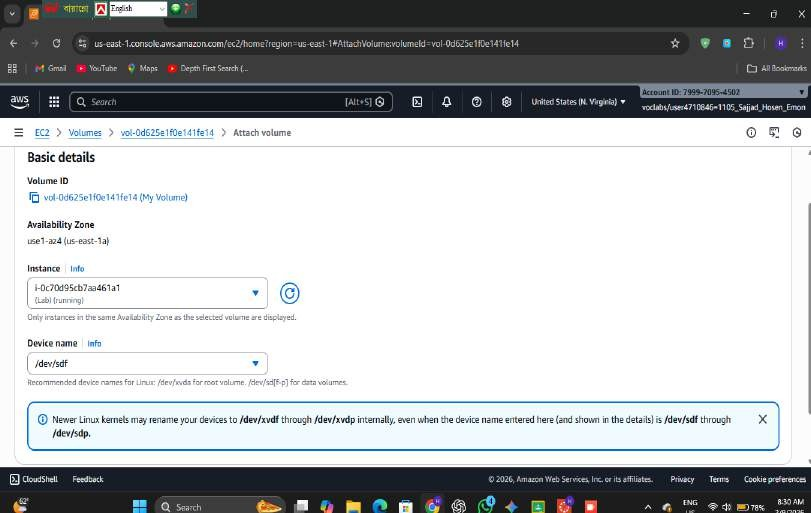 বাংলা English
us-east-1.console.aws.amazon.com/ec2/home?region=us-east-1#AttachVolume:volumeId=vol-0d625e1f0e141fe14
H
Gmail YouTube Maps Depth First Search (... All Bookmarks
aws Search [Alt+S] United States (N. Virginia) Account ID: 7999-7095-4502
voclabs/user4710846=1105_Sajjad_Hosen_Emon
EC2 > Volumes > vol-0d625e1f0e141fe14 > Attach volume
Basic details
Volume ID
vol-0d625e1f0e141fe14 (My Volume)
Availability Zone
use1-az4 (us-east-1a)
Instance Info
i-0c70d95cb7aa461a1
(Lab) (running)
Only instances in the same Availability Zone as the selected volume are displayed.
Device name Info
/dev/sdf
Recommended device names for Linux: /dev/xvda for root volume. /dev/sd[f-p] for data volumes.
Newer Linux kernels may rename your devices to /dev/xvdf through /dev/xvdp internally, even when the device name entered here (and shown in the details) is /dev/sdf through
/dev/sdp.
CloudShell Feedback © 2026, Amazon Web Services, Inc. or its affiliates. Privacy Terms Cookie preferences
62° Search 4 ENG 78% 8:30 AM